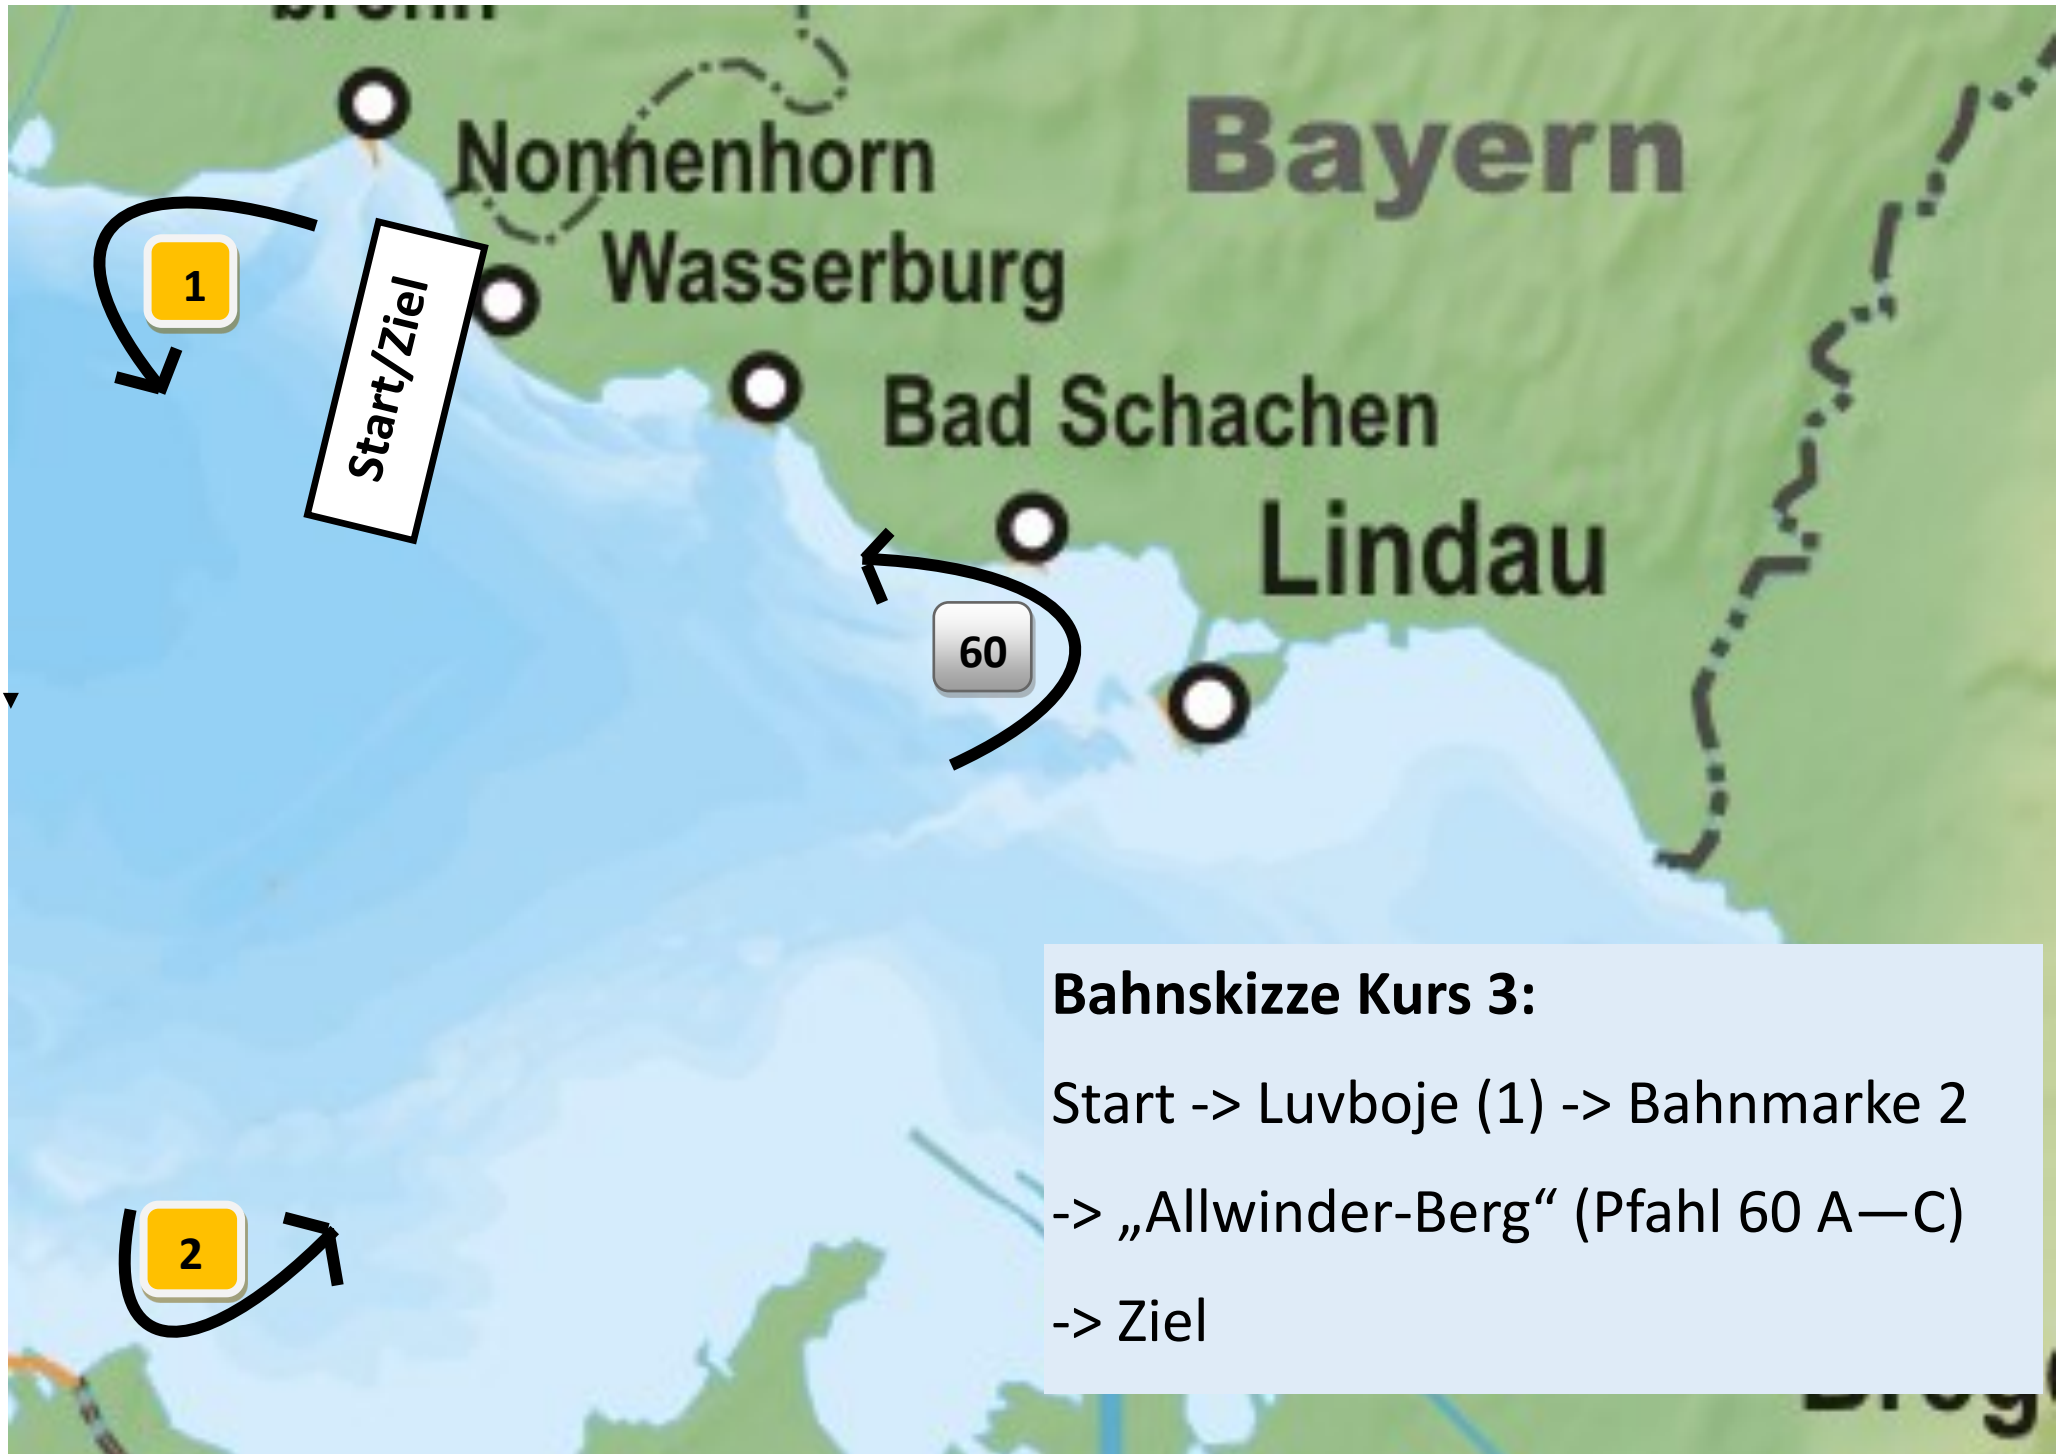 Nonnenhorn
Bayern
Wasserburg
1
Start/Ziel
Bad Schachen
Lindau
60
Bahnskizze Kurs 3:
Start -> Luvboje (1) -> Bahnmarke 2
-> „Allwinder-Berg“ (Pfahl 60 A—C)
2
-> Ziel